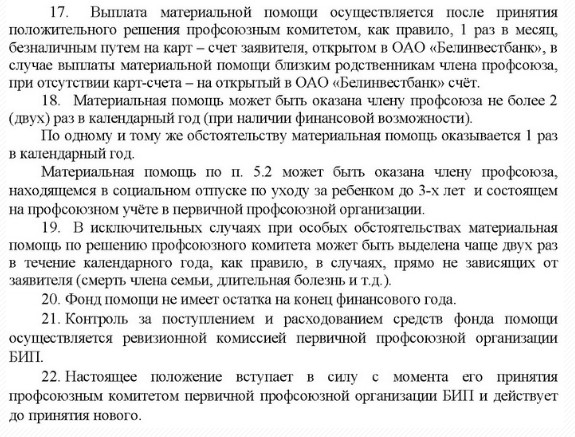 17. Выплата материальной помощи осуществляется после принятия
положительного решения профсоюзным комитетом, как правило, 1 раз в месяц,
безналичным путем на карт – счет заявителя, открытом в ОАО «Белинвестбанк», в
случае выплаты материальной помощи близким родственникам члена профсоюза,
при отсутствии карт-счета – на открытый в ОАО «Белинвестбанк» счёт.
18. Материальная помощь может быть оказана члену профсоюза не более 2
(двух) раз в календарный год (при наличии финансовой возможности).
По одному и тому же обстоятельству материальная помощь оказывается 1 раз
в календарный год.
Материальная помощь по п. 5.2 может быть оказана члену профсоюза,
находящемся в социальном отпуске по уходу за ребенком до 3-х лет и состоящем
на профсоюзном учёте в первичной профсоюзной организации.
19. В исключительных случаях при особых обстоятельствах материальная
помощь по решению профсоюзного комитета может быть выделена чаще двух раз
в течение календарного года, как правило, в случаях, прямо не зависящих от
заявителя (смерть члена семьи, длительная болезнь и т.д.).
20. Фонд помощи не имеет остатка на конец финансового года.
21. Контроль за поступлением и расходованием средств фонда помощи
осуществляется ревизионной комиссией первичной профсоюзной организации
БИП.
22. Настоящее положение вступает в силу с момента его принятия
профсоюзным комитетом первичной профсоюзной организации БИП и действует
до принятия нового.